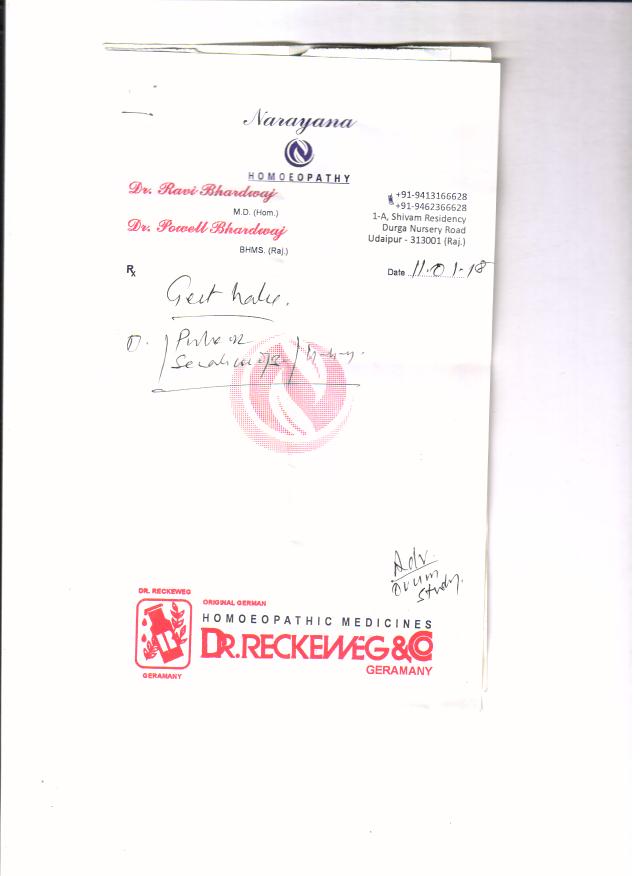 Narayana
HOMOEOPATHY
Dr. Ravi Bhardwaj
M.D. (Hom.)
Dr. Powell Bhardwaj
BHMS. (Raj.)
+91-9413166628
+91-9462366628
1-A, Shivam Residency
Durga Nursery Road
Udaipur - 313001 (Raj.)
Rx
Date 11.01.18
Adv.
Ovum
Study.
DR. RECKEWEG
GERAMANY
ORIGINAL GERMAN
HOMOEOPATHIC MEDICINES
DR.RECKEWEG & CO
GERAMANY